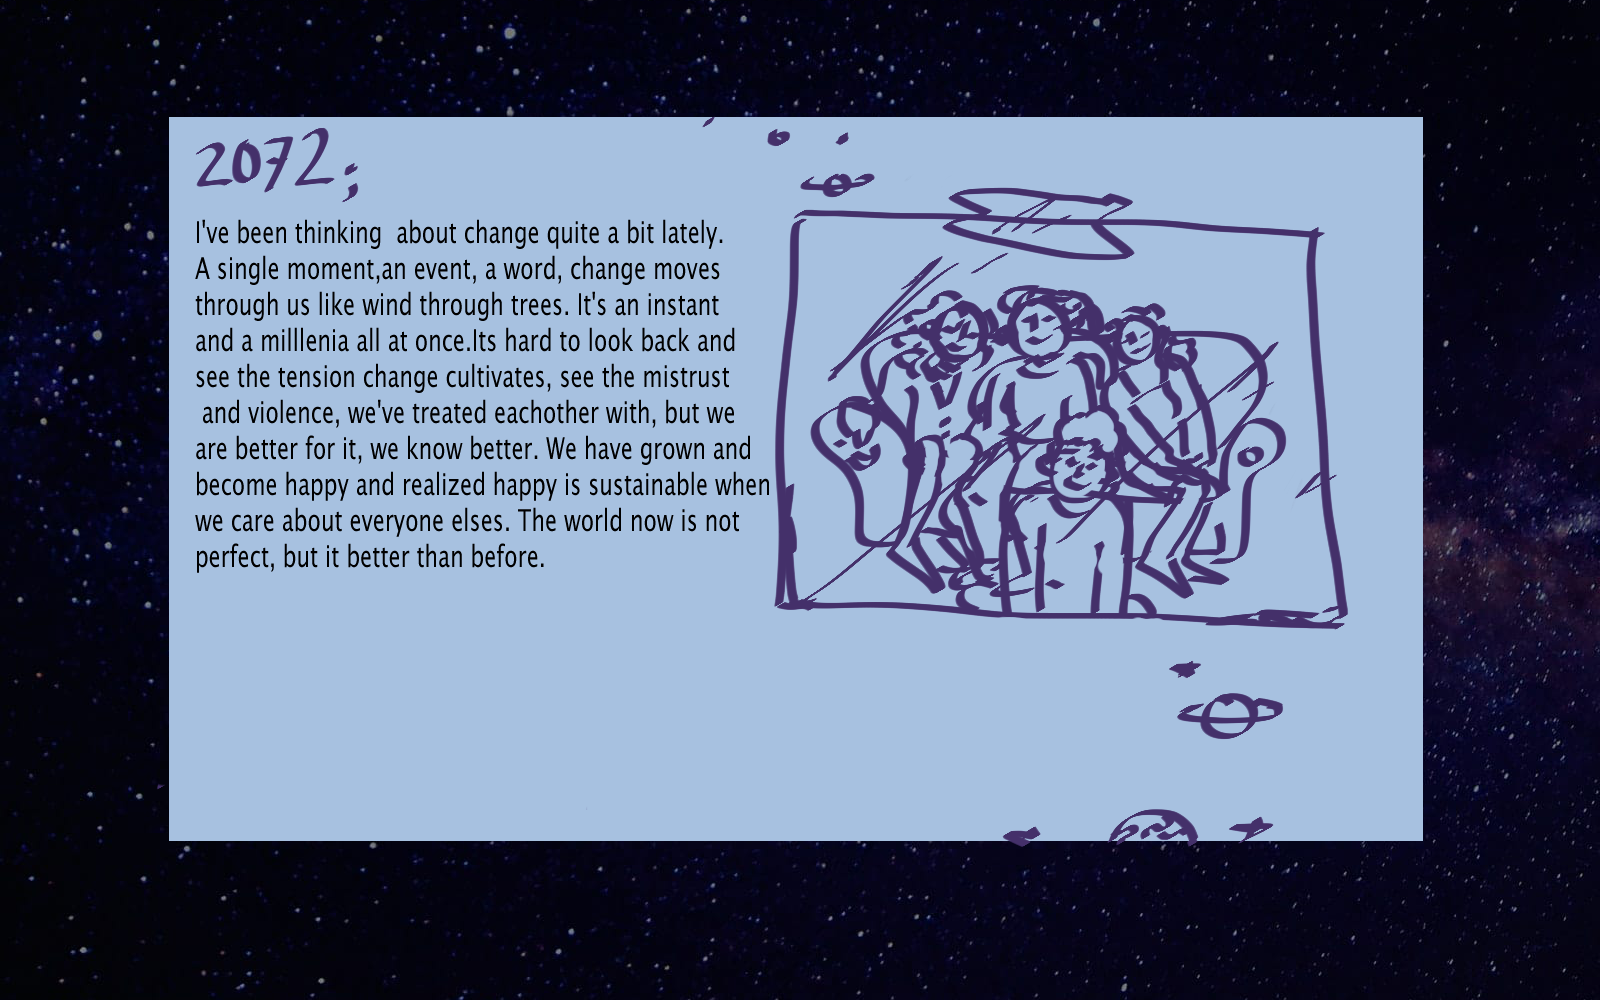 2072;
I've been thinking  about change quite a bit lately.
A single moment,an event, a word, change moves
through us like wind through trees. It's an instant
and a milllenia all at once.Its hard to look back and
see the tension change cultivates, see the mistrust
and violence, we've treated eachother with, but we
are better for it, we know better. We have grown and
become happy and realized happy is sustainable when
we care about everyone elses. The world now is not
perfect, but it better than before.